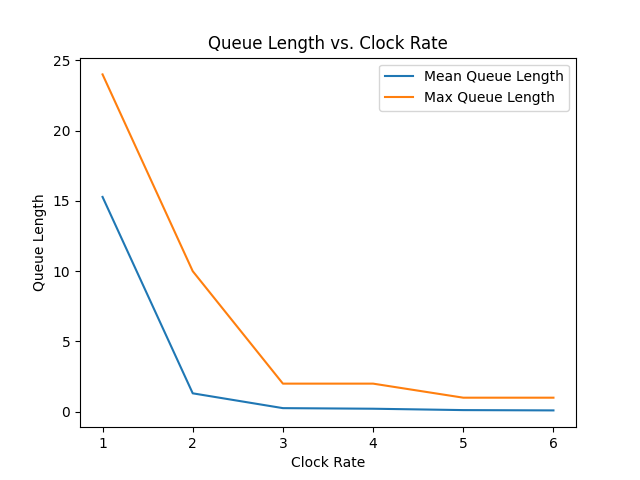 Queue Length vs. Clock Rate
Mean Queue Length
Max Queue Length
Queue Length
25
20
15
10
5
0
1 2 3 4 5 6
Clock Rate